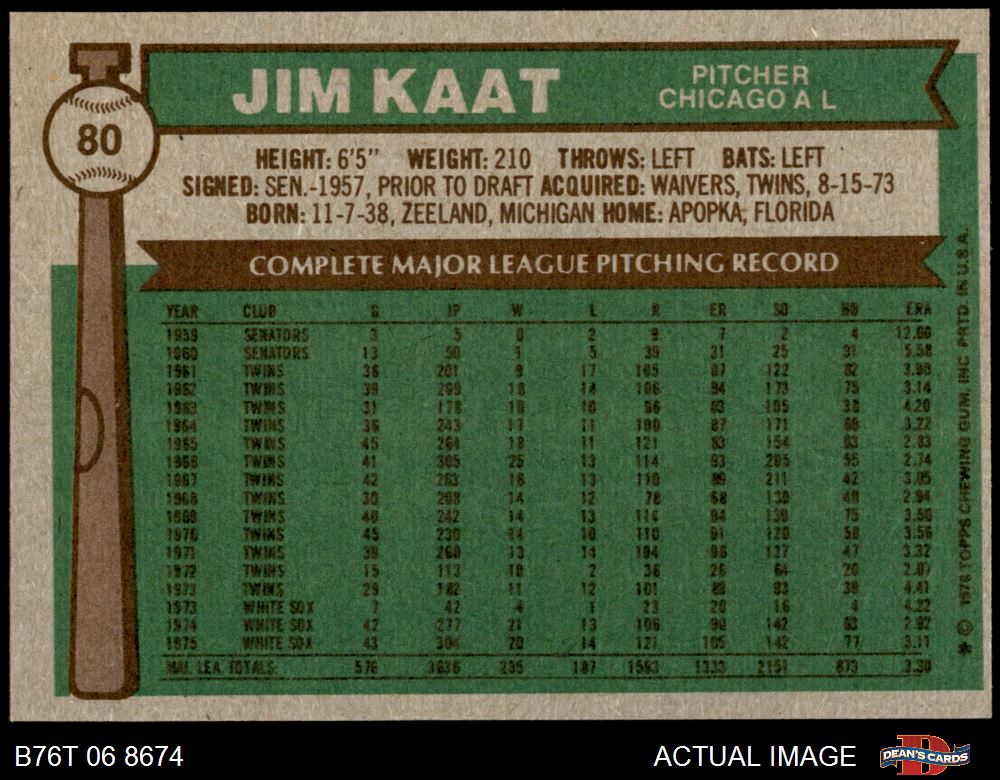 JIM KAAT
PITCHER
CHICAGO A L
80
HEIGHT: 6'5" WEIGHT: 210 THROWS: LEFT BATS: LEFT
SIGNED: SEN.-1957, PRIOR TO DRAFT ACQUIRED: WAIVERS, TWINS, 8-15-73
BORN: 11-7-38, ZEELAND, MICHIGAN HOME: APOPKA, FLORIDA
COMPLETE MAJOR LEAGUE PITCHING RECORD
YEAR CLUB G IP W L R ER SO BB ERA
1959 SENATORS 3 5 0 2 9 7 2 4 12.60
1960 SENATORS 13 50 1 5 39 31 25 31 5.58
1961 TWINS 36 201 9 17 105 87 122 82 3.90
1962 TWINS 39 269 18 14 106 94 173 75 3.14
1963 TWINS 31 178 10 10 96 83 105 38 4.20
1964 TWINS 36 243 17 11 100 87 171 60 3.22
1965 TWINS 45 264 18 11 121 83 154 63 2.83
1966 TWINS 41 305 25 13 114 93 205 55 2.74
1967 TWINS 42 263 16 13 110 89 211 42 3.05
1968 TWINS 30 208 14 12 78 68 130 40 2.94
1969 TWINS 40 242 14 13 114 94 139 75 3.50
1970 TWINS 45 230 14 10 110 91 120 58 3.56
1971 TWINS 39 260 13 14 104 96 137 47 3.32
1972 TWINS 15 113 10 2 36 26 64 20 2.07
1973 TWINS 29 182 11 12 101 89 93 39 4.41
1973 WHITE SOX 7 42 4 1 23 20 16 4 4.22
1974 WHITE SOX 42 277 21 13 106 90 142 63 2.92
1975 WHITE SOX 43 304 20 14 121 105 142 77 3.11
MAJ. LEA. TOTALS: 576 3636 235 187 1593 1333 2151 873 3.30
* © 1976 TOPPS CHEWING GUM, INC. PRTD. IN U.S.A.
B76T 06 8674
ACTUAL IMAGE
DEAN'S CARDS